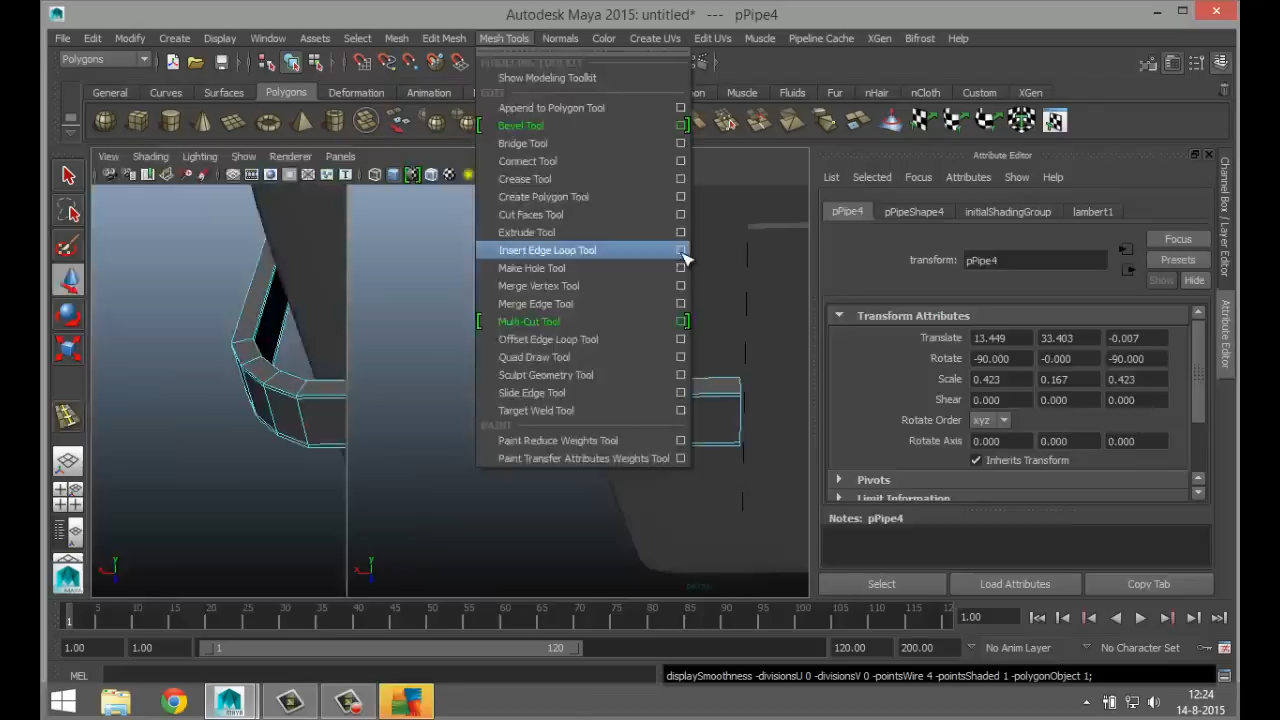 Autodesk Maya 2015: untitled* --- pPipe4
File Edit Modify Create Display Window Assets Select Mesh Edit Mesh Mesh Tools Normals Color Create UVs Edit UVs Muscle Pipeline Cache XGen Bifrost Help
Polygons
MODELING TOOLKIT
Show Modeling Toolkit
General Curves Surfaces Polygons Deformation Animation Muscle Fluids Fur nHair nCloth Custom XGen
EDIT
Append to Polygon Tool
Bevel Tool
Bridge Tool
Connect Tool
Crease Tool
Create Polygon Tool
Cut Faces Tool
Extrude Tool
Insert Edge Loop Tool
Make Hole Tool
Merge Vertex Tool
Merge Edge Tool
Multi-Cut Tool
Offset Edge Loop Tool
Quad Draw Tool
Sculpt Geometry Tool
Slide Edge Tool
Target Weld Tool
PAINT
Paint Reduce Weights Tool
Paint Transfer Attributes Weights Tool
View Shading Lighting Show Renderer Panels
Attribute Editor
List Selected Focus Attributes Show Help
pPipe4 pPipeShape4 initialShadingGroup lambert1
Focus
transform: pPipe4
Presets
Show Hide
Transform Attributes
Translate 13.449 33.403 -0.007
Rotate -90.000 -0.000 -90.000
Scale 0.423 0.167 0.423
Shear 0.000 0.000 0.000
Rotate Order xyz
Rotate Axis 0.000 0.000 0.000
Inherits Transform
Pivots
Limit Information
Notes: pPipe4
Select Load Attributes Copy Tab
Channel Box / Layer Editor
Attribute Editor
y
x
y
x
persp
5 10 15 20 25 30 35 40 45 50 55 60 65 70 75 80 85 90 95 100 105 110 115 12
1 1.00
1.00 1.00 1 120 120.00 200.00 No Anim Layer No Character Set
MEL displaySmoothness -divisionsU 0 -divisionsV 0 -pointsWire 4 -pointsShaded 1 -polygonObject 1;
12:24
14-8-2015